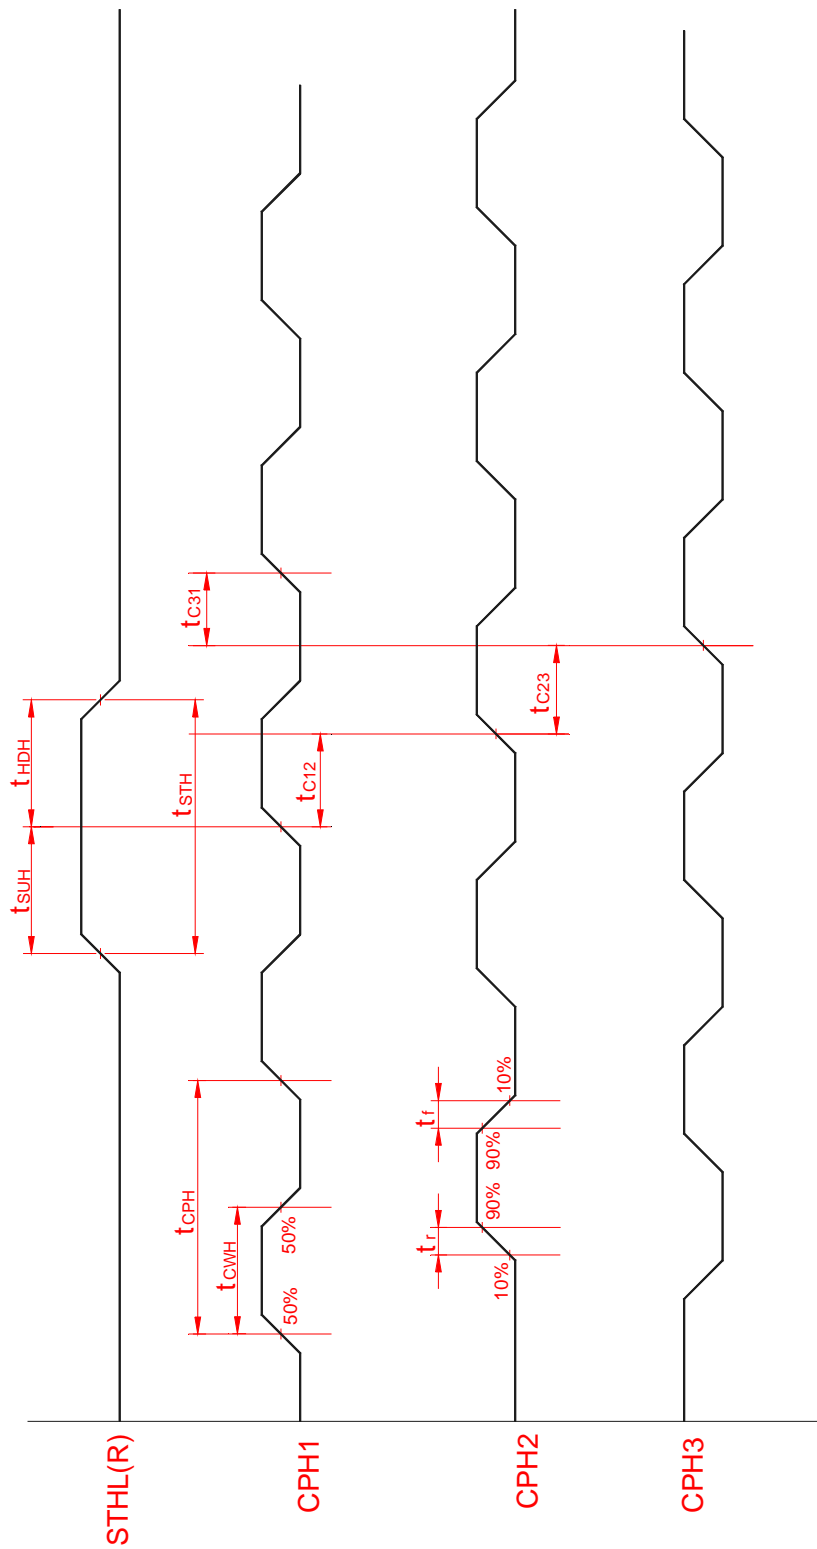 STHL(R)
tSUH
tHDH
tSTH
CPH1
tCPH
tCWH
50%
50%
tC12
tC31
CPH2
tr
10%
90%
tf
90%
10%
tC23
CPH3